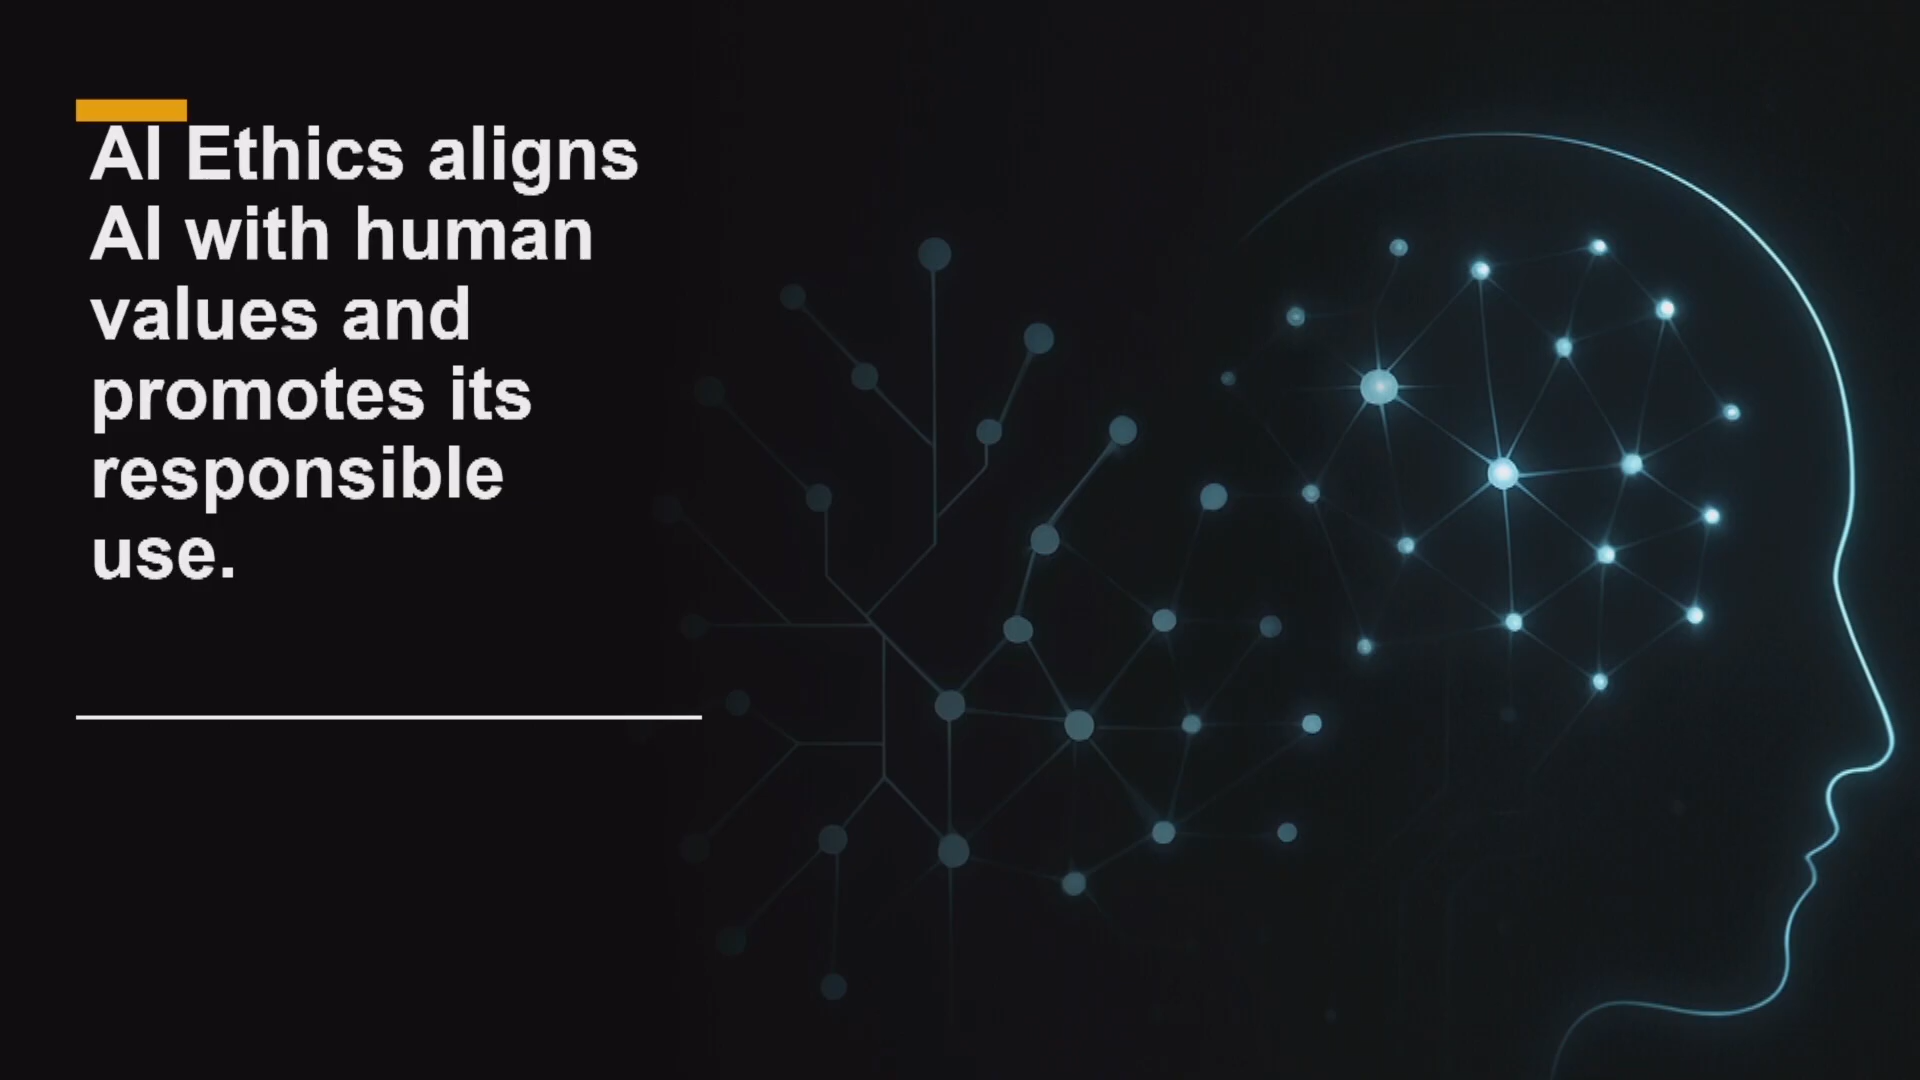 AI Ethics aligns
AI with human
values and
promotes its
responsible
use.